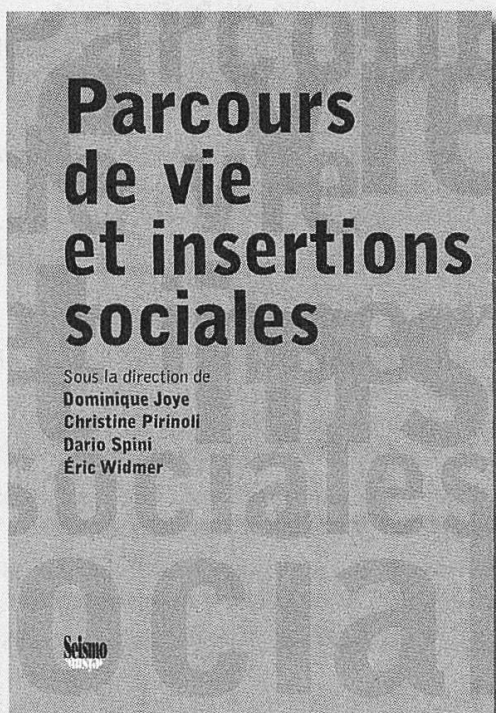 Parcours
de vie
et insertions
sociales
Sous la direction de
Dominique Joye
Christine Pirinoli
Dario Spini
Éric Widmer
Seismo